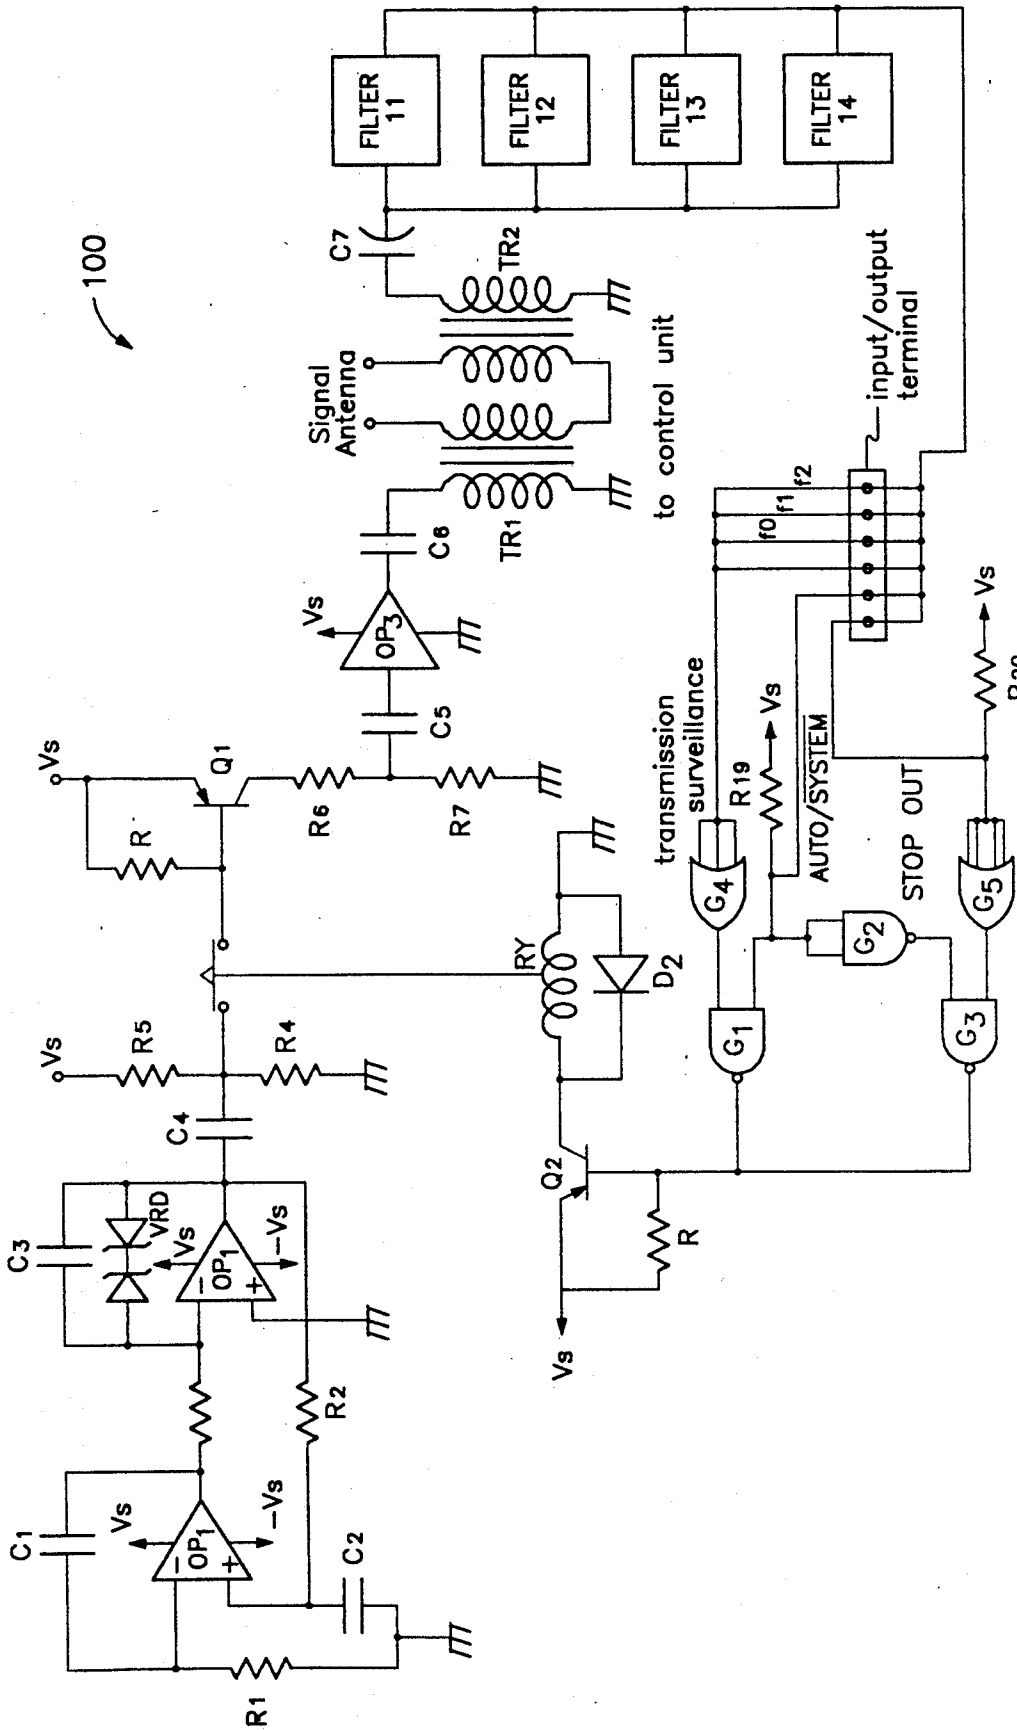 100
C1
Vs
OP1
−
+
−Vs
R1
C2
R2
C3
VRD
Vs
OP1
−
+
−Vs
C4
Vs
R5
R4
R
Vs
Q1
R6
R7
C5
Vs
OP3
C6
TR1
Signal
Antenna
TR2
C7
FILTER
11
FILTER
12
FILTER
13
FILTER
14
to control unit
input/output
terminal
f0
f1
f2
Vs
Q2
R
RY
D2
transmission
surveillance
G4
R19
Vs
AUTO/SYSTEM
STOP OUT
G1
G2
G3
G5
Vs